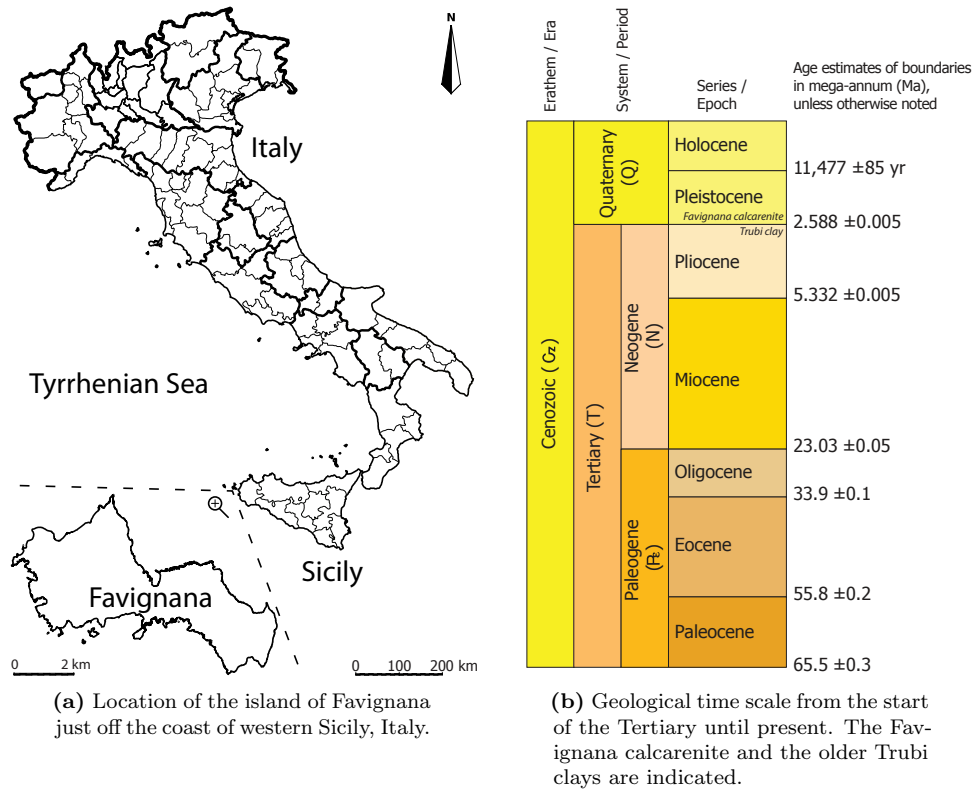 N
Italy
Tyrrhenian Sea
Sicily
Favignana
0 2 km
0 100 200 km
(a) Location of the island of Favignana
just off the coast of western Sicily, Italy.
Erathem / Era
System / Period
Series /
Epoch
Age estimates of boundaries
in mega-annum (Ma),
unless otherwise noted
Cenozoic (Cz)
Quaternary
(Q)
Tertiary (T)
Neogene
(N)
Paleogene
(Pe)
Holocene
11,477 ±85 yr
Pleistocene
Favignana calcarenite
2.588 ±0.005
Trubi clay
Pliocene
5.332 ±0.005
Miocene
23.03 ±0.05
Oligocene
33.9 ±0.1
Eocene
55.8 ±0.2
Paleocene
65.5 ±0.3
(b) Geological time scale from the start
of the Tertiary until present. The Fav-
ignana calcarenite and the older Trubi
clays are indicated.